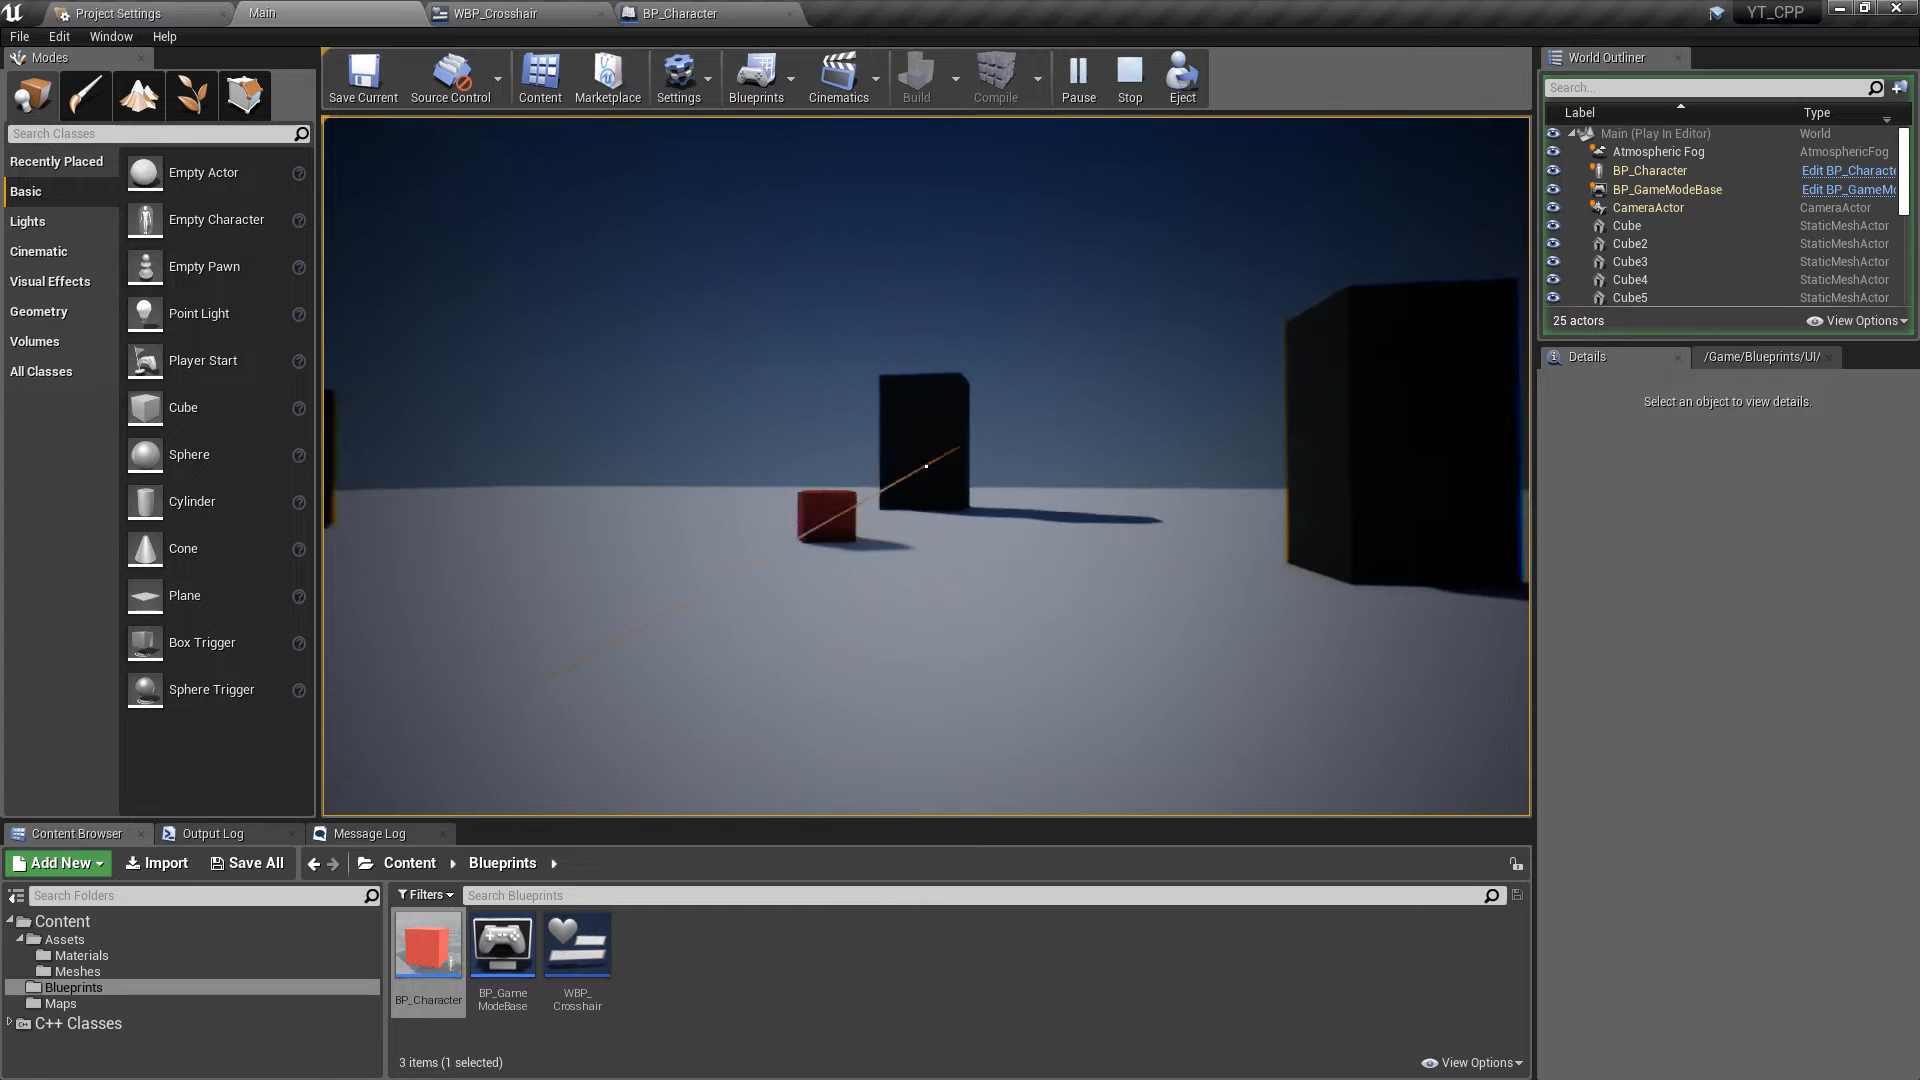 Project Settings
Main
WBP_Crosshair
BP_Character
YT_CPP
File Edit Window Help
Modes
Save Current
Source Control
Content
Marketplace
Settings
Blueprints
Cinematics
Build
Compile
Pause
Stop
Eject
Search Classes
Recently Placed
Basic
Lights
Cinematic
Visual Effects
Geometry
Volumes
All Classes
Empty Actor
Empty Character
Empty Pawn
Point Light
Player Start
Cube
Sphere
Cylinder
Cone
Plane
Box Trigger
Sphere Trigger
World Outliner
Search...
Label Type
Main (Play In Editor) World
Atmospheric Fog AtmosphericFog
BP_Character Edit BP_Characte
BP_GameModeBase Edit BP_GameMo
CameraActor CameraActor
Cube StaticMeshActor
Cube2 StaticMeshActor
Cube3 StaticMeshActor
Cube4 StaticMeshActor
Cube5 StaticMeshActor
25 actors View Options
Details
/Game/Blueprints/UI/
Select an object to view details.
Content Browser
Output Log
Message Log
Add New Import Save All Content Blueprints
Search Folders
Filters Search Blueprints
Content
Assets
Materials
Meshes
Blueprints
Maps
C++ Classes
BP_Character
BP_Game
ModeBase
WBP_
Crosshair
3 items (1 selected) View Options